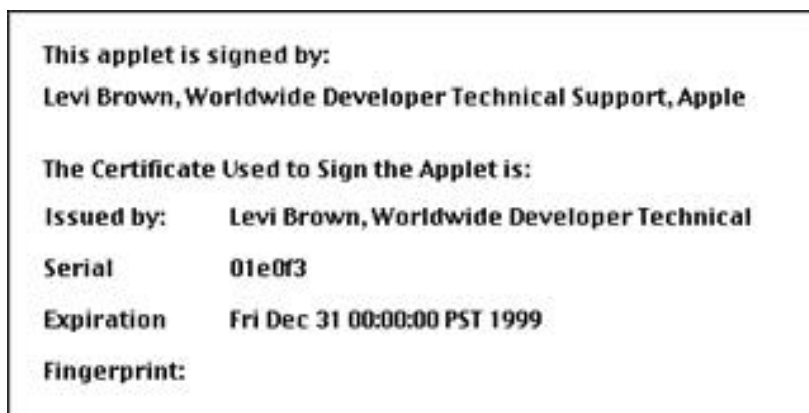 This applet is signed by:
Levi Brown, Worldwide Developer Technical Support, Apple
The Certificate Used to Sign the Applet is:
Issued by: Levi Brown, Worldwide Developer Technical
Serial 01e0f3
Expiration Fri Dec 31 00:00:00 PST 1999
Fingerprint: